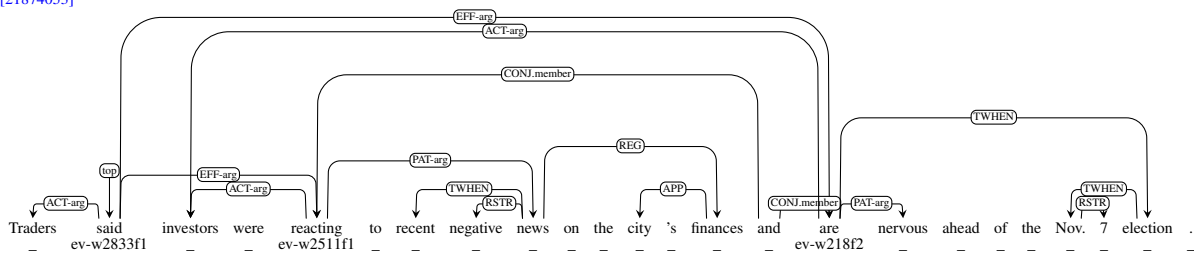 [21874055]
EFF-arg
ACT-arg
CONJ.member
TWHEN
REG
PAT-arg
top
EFF-arg
ACT-arg
TWHEN
APP
ACT-arg
RSTR
CONJ.member
PAT-arg
TWHEN
RSTR
Traders said investors were reacting to recent negative news on the city 's finances and are nervous ahead of the Nov. 7 election .
_ ev-w2833f1 _ _ ev-w2511f1 _ _ _ _ _ _ _ _ _ _ ev-w218f2 _ _ _ _ _ _ _ _
_ _ _ _ _ _ _ _ _ _ _ _ _ _ _ _ _ _ _ _ _ _ _ _